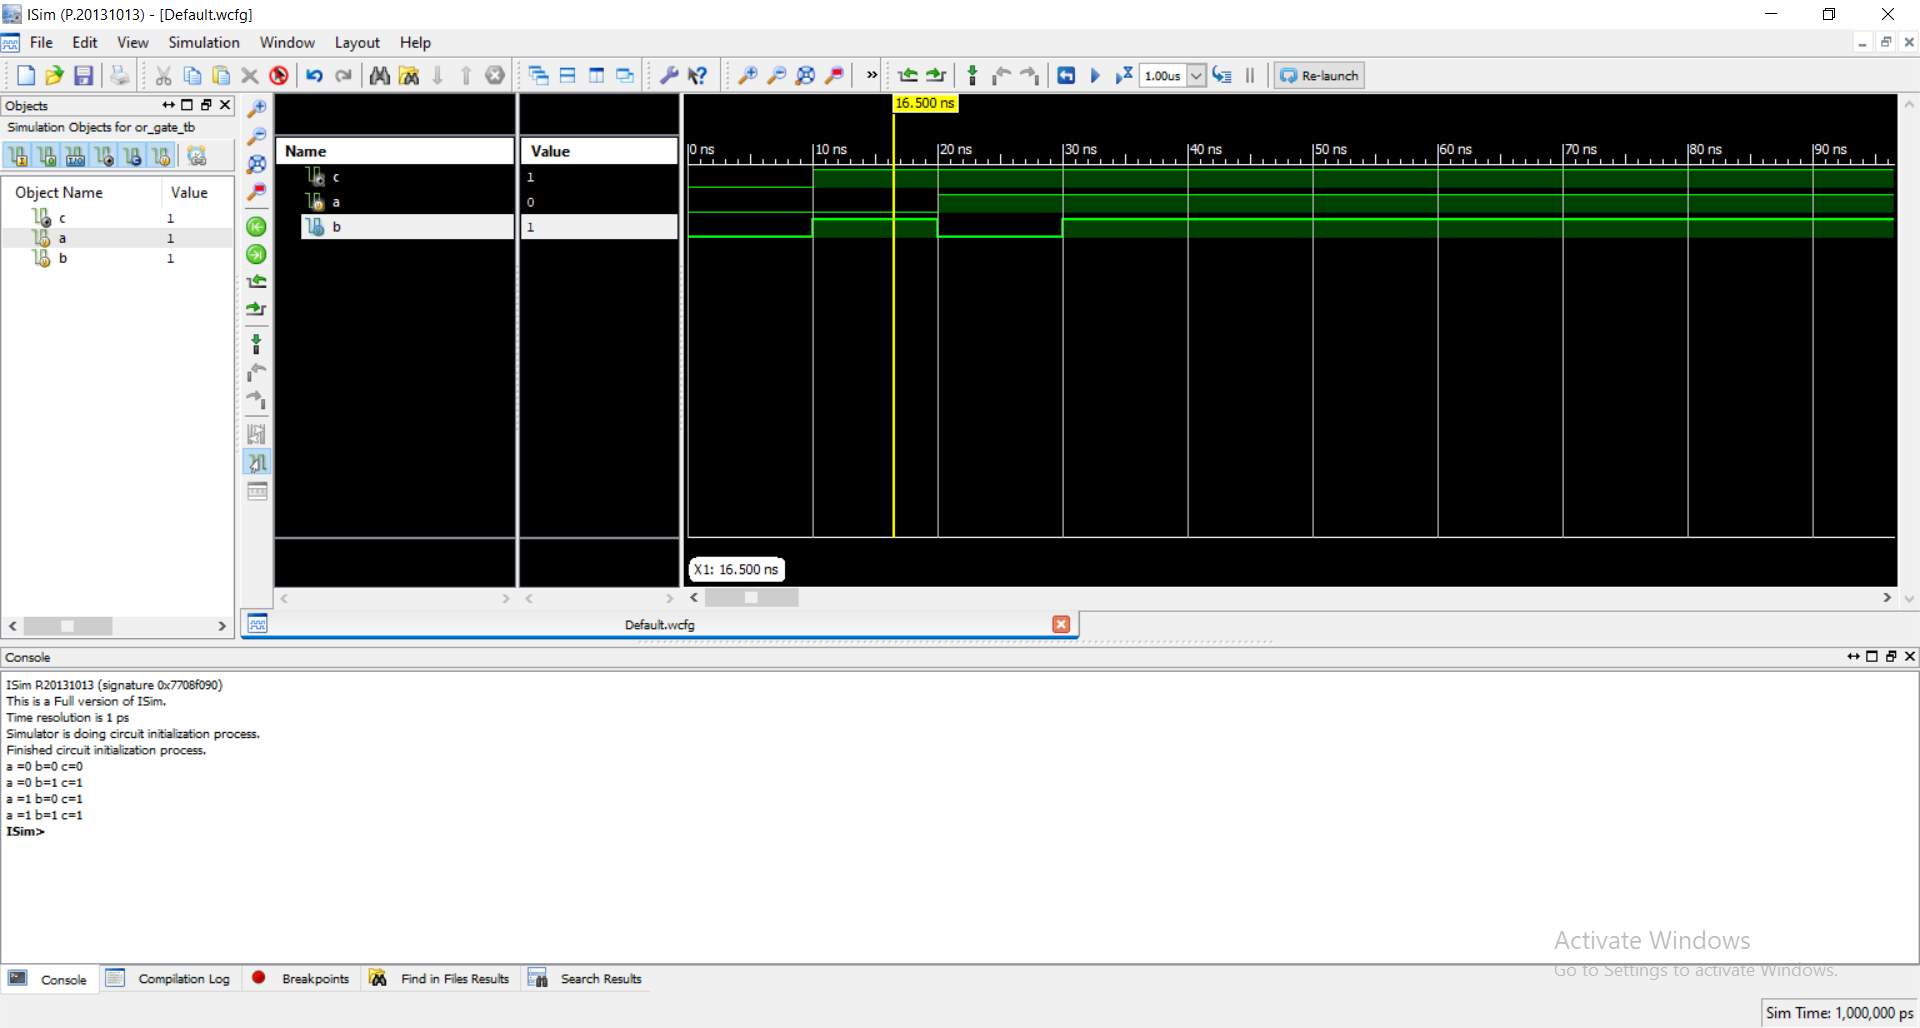 ISim (P.20131013) - [Default.wcfg]
File Edit View Simulation Window Layout Help
» 1.00us Re-launch
Objects
Simulation Objects for or_gate_tb
Object Name Value
c 1
a 1
b 1
16.500 ns
Name Value
0 ns 10 ns 20 ns 30 ns 40 ns 50 ns 60 ns 70 ns 80 ns 90 ns
c 1
a 0
b 1
X1: 16.500 ns
Default.wcfg
Console
ISim P.20131013 (signature 0x7708f090)
This is a Full version of ISim.
Time resolution is 1 ps
Simulator is doing circuit initialization process.
Finished circuit initialization process.
a =0 b=0 c=0
a =0 b=1 c=1
a =1 b=0 c=1
a =1 b=1 c=1
ISim>
Activate Windows
Go to Settings to activate Windows.
Console Compilation Log Breakpoints Find in Files Results Search Results
Sim Time: 1,000,000 ps